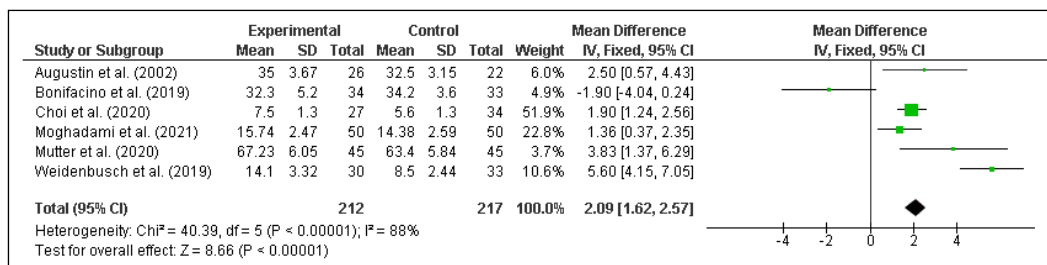 Experimental Control Mean Difference Mean Difference
Study or Subgroup Mean SD Total Mean SD Total Weight IV, Fixed, 95% CI IV, Fixed, 95% CI
Augustin et al. (2002) 35 3.67 26 32.5 3.15 22 6.0% 2.50 [0.57, 4.43]
Bonifacino et al. (2019) 32.3 5.2 34 34.2 3.6 33 4.9% -1.90 [-4.04, 0.24]
Choi et al. (2020) 7.5 1.3 27 5.6 1.3 34 51.9% 1.90 [1.24, 2.56]
Moghadami et al. (2021) 15.74 2.47 50 14.38 2.59 50 22.8% 1.36 [0.37, 2.35]
Mutter et al. (2020) 67.23 6.05 45 63.4 5.84 45 3.7% 3.83 [1.37, 6.29]
Weidenbusch et al. (2019) 14.1 3.32 30 8.5 2.44 33 10.6% 5.60 [4.15, 7.05]
Total (95% CI) 212 217 100.0% 2.09 [1.62, 2.57]
Heterogeneity: Chi² = 40.39, df = 5 (P < 0.00001); I² = 88%
Test for overall effect: Z = 8.66 (P < 0.00001)
-4 -2 0 2 4